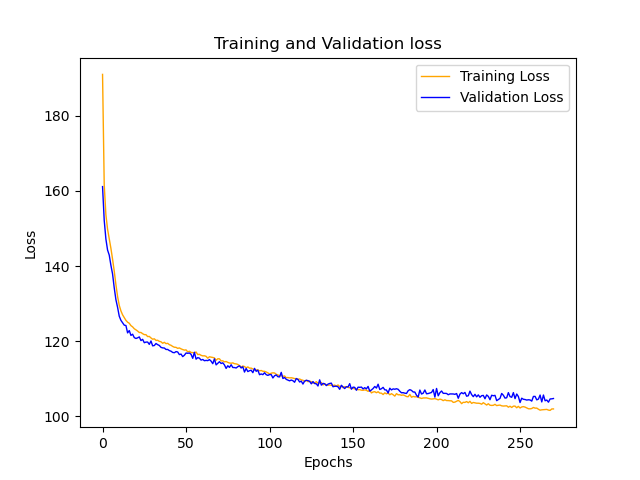 Training and Validation loss
Training Loss
Validation Loss
Loss
180
160
140
120
100
0 50 100 150 200 250
Epochs